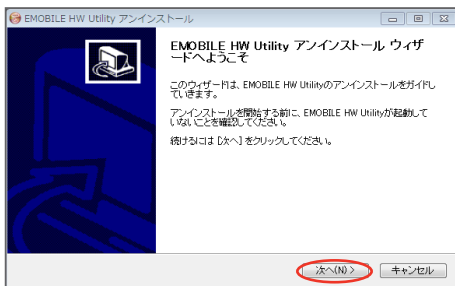 EMOBILE HW Utility アンインストール
EMOBILE HW Utility アンインストール ウィザ
ードへようこそ
このウィザードは、EMOBILE HW Utilityのアンインストールをガイドし
ていきます。
アンインストールを開始する前に、EMOBILE HW Utilityが起動して
いないことを確認してください。
続けるには [次へ] をクリックしてください。
次へ(N) >
キャンセル